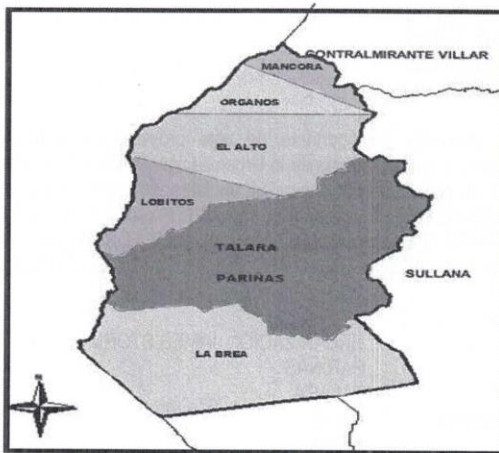 CONTRALMIRANTE VILLAR
MANCORA
ORGANOS
EL ALTO
LOBITOS
TALARA
PARIÑAS
SULLANA
LA BREA
N